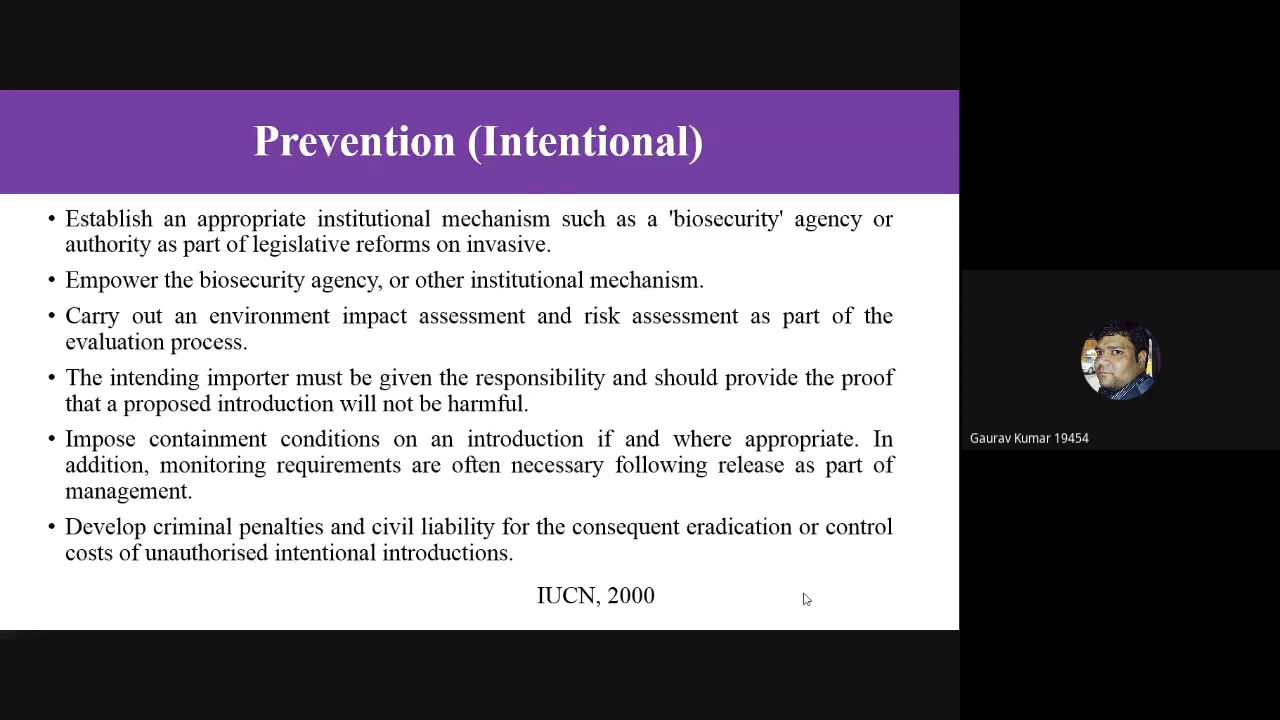 Prevention (Intentional)
• Establish an appropriate institutional mechanism such as a 'biosecurity' agency or
authority as part of legislative reforms on invasive.
• Empower the biosecurity agency, or other institutional mechanism.
• Carry out an environment impact assessment and risk assessment as part of the
evaluation process.
• The intending importer must be given the responsibility and should provide the proof
that a proposed introduction will not be harmful.
• Impose containment conditions on an introduction if and where appropriate. In
addition, monitoring requirements are often necessary following release as part of
management.
• Develop criminal penalties and civil liability for the consequent eradication or control
costs of unauthorised intentional introductions.
IUCN, 2000
Gaurav Kumar 19454